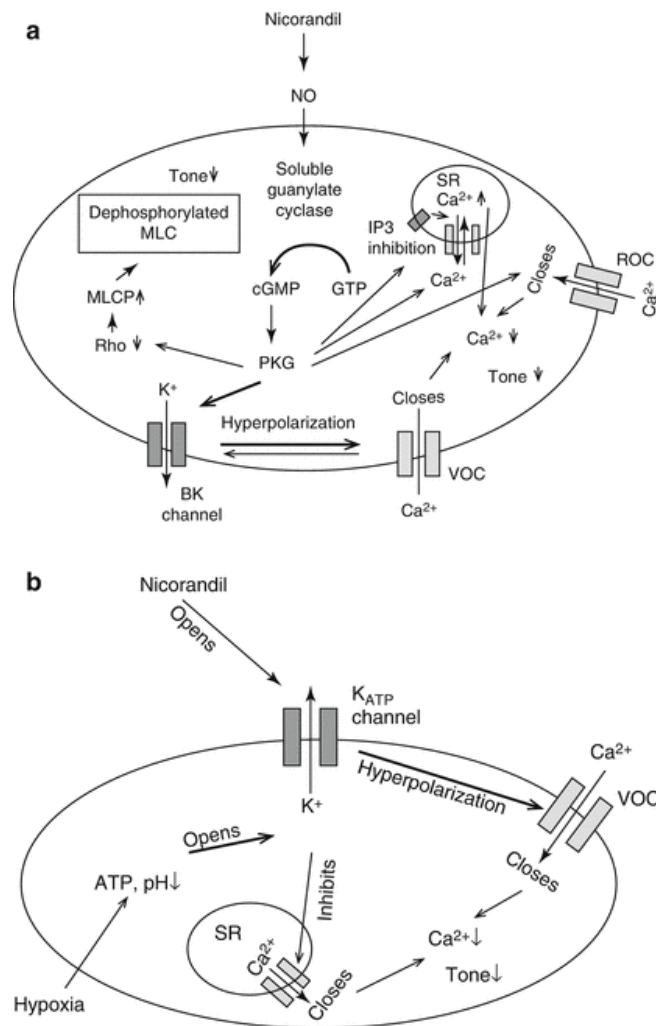 a
Nicorandil
NO
Soluble
guanylate
cyclase
Tone↓
Dephosphorylated
MLC
MLCP↑
Rho↓
cGMP
GTP
PKG
IP3
inhibition
SR
Ca²⁺↑
Ca²⁺
Closes
ROC
Ca²⁺
Ca²⁺↓
Tone↓
Closes
K⁺
Hyperpolarization
BK
channel
VOC
Ca²⁺
b
Nicorandil
Opens
K_ATP
channel
K⁺
Hyperpolarization
Ca²⁺
VOC
Closes
Opens
ATP, pH↓
Inhibits
SR
Ca²⁺
Closes
Ca²⁺↓
Tone↓
Hypoxia